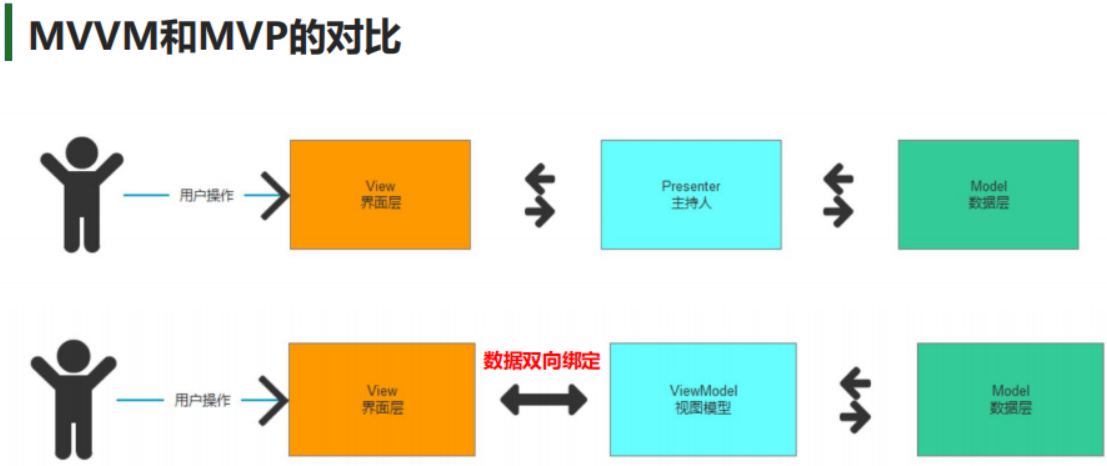 MVVM和MVP的对比
用户操作
View
界面层
Presenter
主持人
Model
数据层
用户操作
View
界面层
数据双向绑定
ViewModel
视图模型
Model
数据层